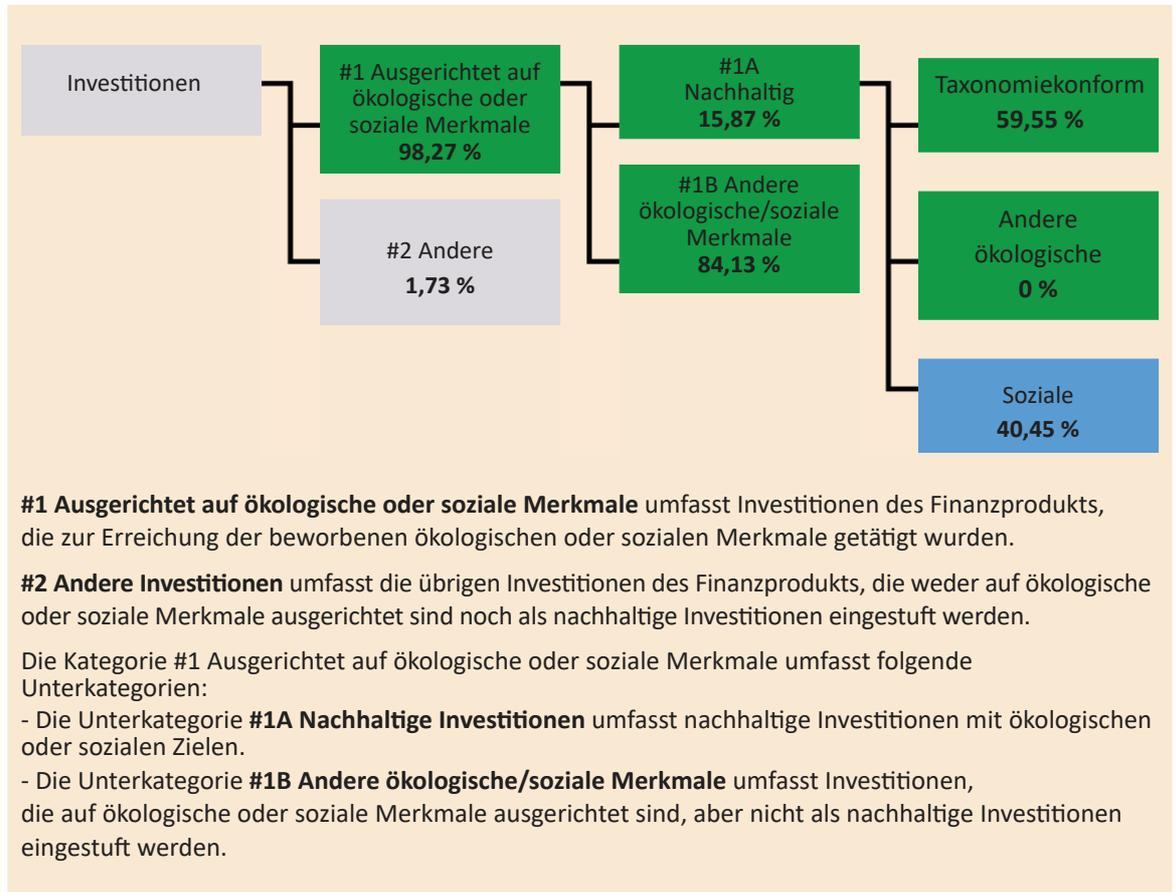 Investitionen
#1 Ausgerichtet auf
ökologische oder
soziale Merkmale
98,27 %
#2 Andere
1,73 %
#1A
Nachhaltig
15,87 %
#1B Andere
ökologische/soziale
Merkmale
84,13 %
Taxonomiekonform
59,55 %
Andere
ökologische
0 %
Soziale
40,45 %
#1 Ausgerichtet auf ökologische oder soziale Merkmale umfasst Investitionen des Finanzprodukts,
die zur Erreichung der beworbenen ökologischen oder sozialen Merkmale getätigt wurden.
#2 Andere Investitionen umfasst die übrigen Investitionen des Finanzprodukts, die weder auf ökologische
oder soziale Merkmale ausgerichtet sind noch als nachhaltige Investitionen eingestuft werden.
Die Kategorie #1 Ausgerichtet auf ökologische oder soziale Merkmale umfasst folgende
Unterkategorien:
- Die Unterkategorie #1A Nachhaltige Investitionen umfasst nachhaltige Investitionen mit ökologischen
oder sozialen Zielen.
- Die Unterkategorie #1B Andere ökologische/soziale Merkmale umfasst Investitionen,
die auf ökologische oder soziale Merkmale ausgerichtet sind, aber nicht als nachhaltige Investitionen
eingestuft werden.